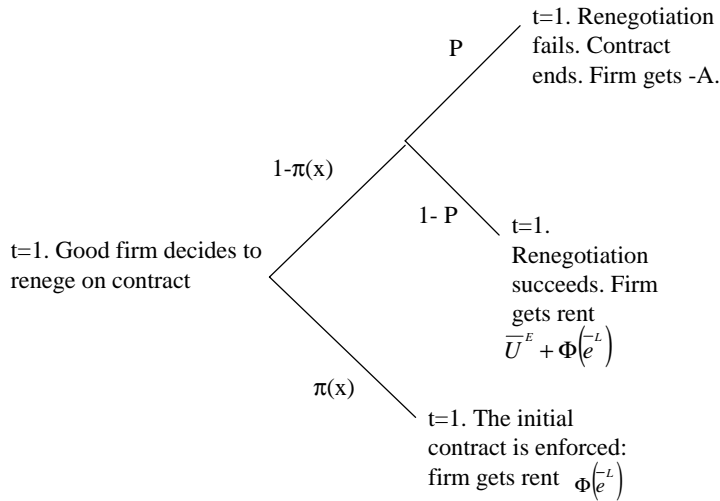 t=1. Renegotiation
fails. Contract
ends. Firm gets -A.
P
1-π(x)
1- P
t=1.
Renegotiation
succeeds. Firm
gets rent
U̅ᴱ + Φ(e̅ᴸ)
t=1. Good firm decides to
renege on contract
π(x)
t=1. The initial
contract is enforced:
firm gets rent Φ(e̅ᴸ)